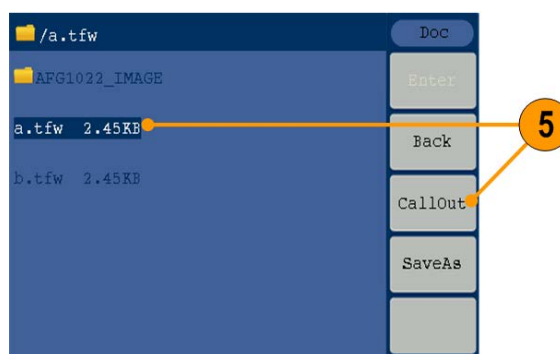 /a.tfw
Doc
AFG1022_IMAGE
Enter
a.tfw 2.45KB
Back
5
b.tfw 2.45KB
CallOut
SaveAs